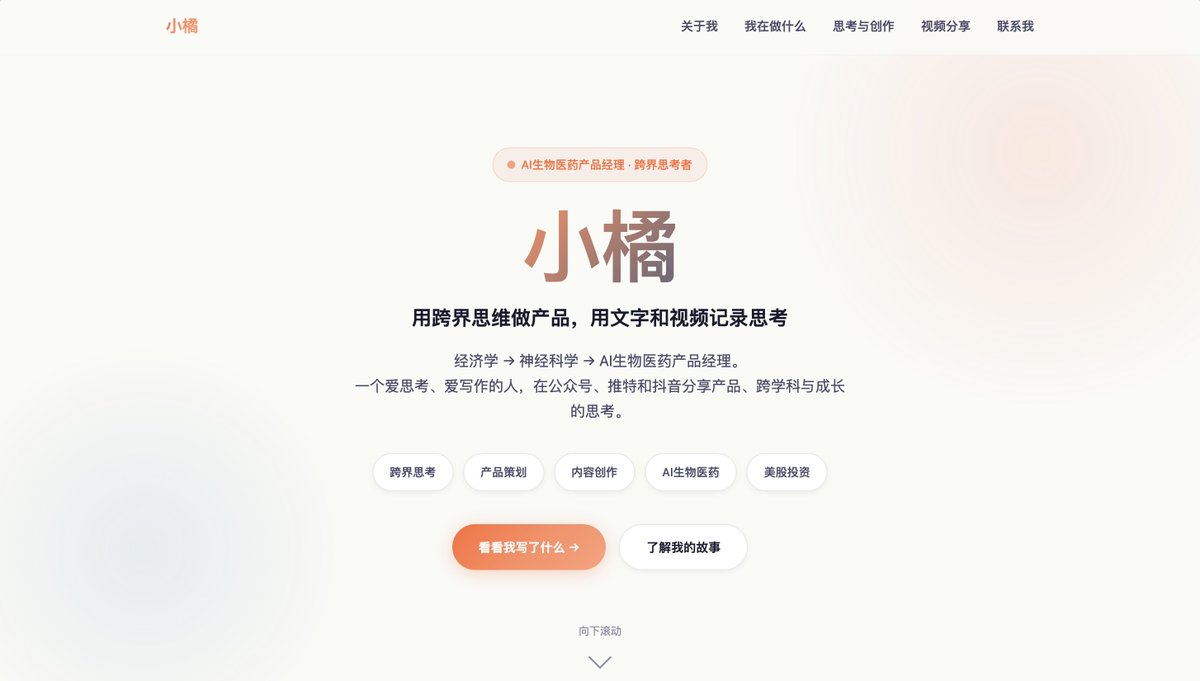 小橘
关于我
我在做什么
思考与创作
视频分享
联系我
AI生物医药产品经理 · 跨界思考者
小橘
用跨界思维做产品，用文字和视频记录思考
经济学 → 神经科学 → AI生物医药产品经理。
一个爱思考、爱写作的人，在公众号、推特和抖音分享产品、跨学科与成长
的思考。
跨界思考
产品策划
内容创作
AI生物医药
美股投资
看看我写了什么 →
了解我的故事
向下滚动